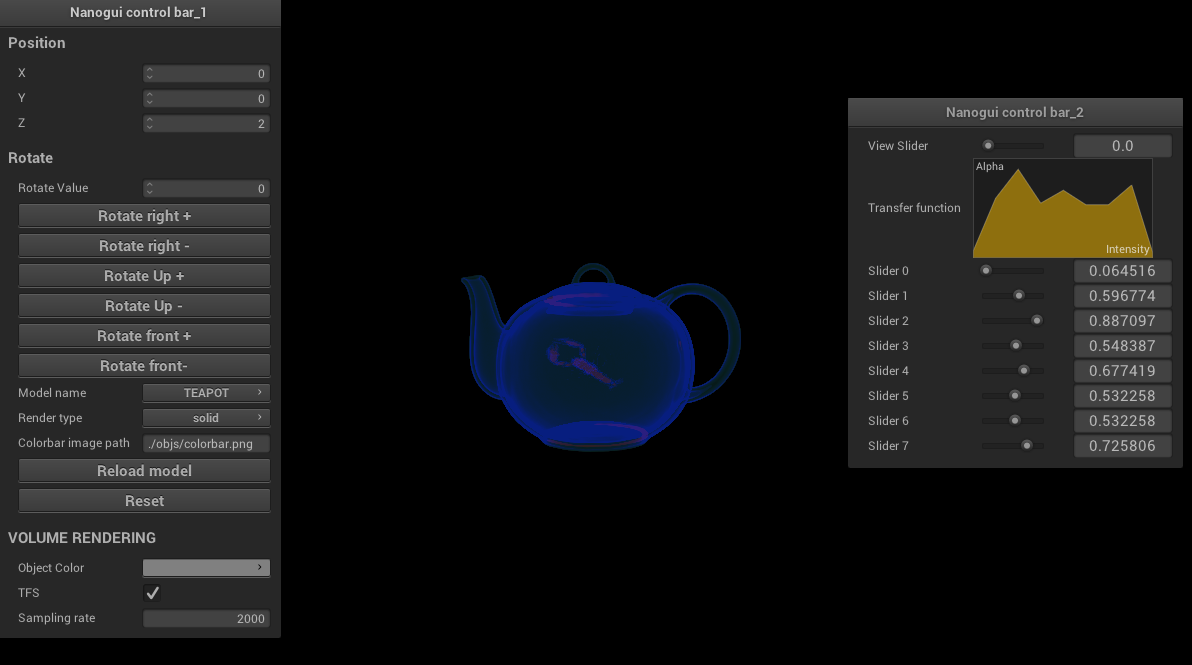 Nanogui control bar_1
Position
X 0
Y 0
Z 2
Rotate
Rotate Value 0
Rotate right +
Rotate right -
Rotate Up +
Rotate Up -
Rotate front +
Rotate front-
Model name TEAPOT
Render type solid
Colorbar image path ./objs/colorbar.png
Reload model
Reset
VOLUME RENDERING
Object Color
TFS
Sampling rate 2000
Nanogui control bar_2
View Slider 0.0
Alpha
Transfer function
Intensity
Slider 0 0.064516
Slider 1 0.596774
Slider 2 0.887097
Slider 3 0.548387
Slider 4 0.677419
Slider 5 0.532258
Slider 6 0.532258
Slider 7 0.725806